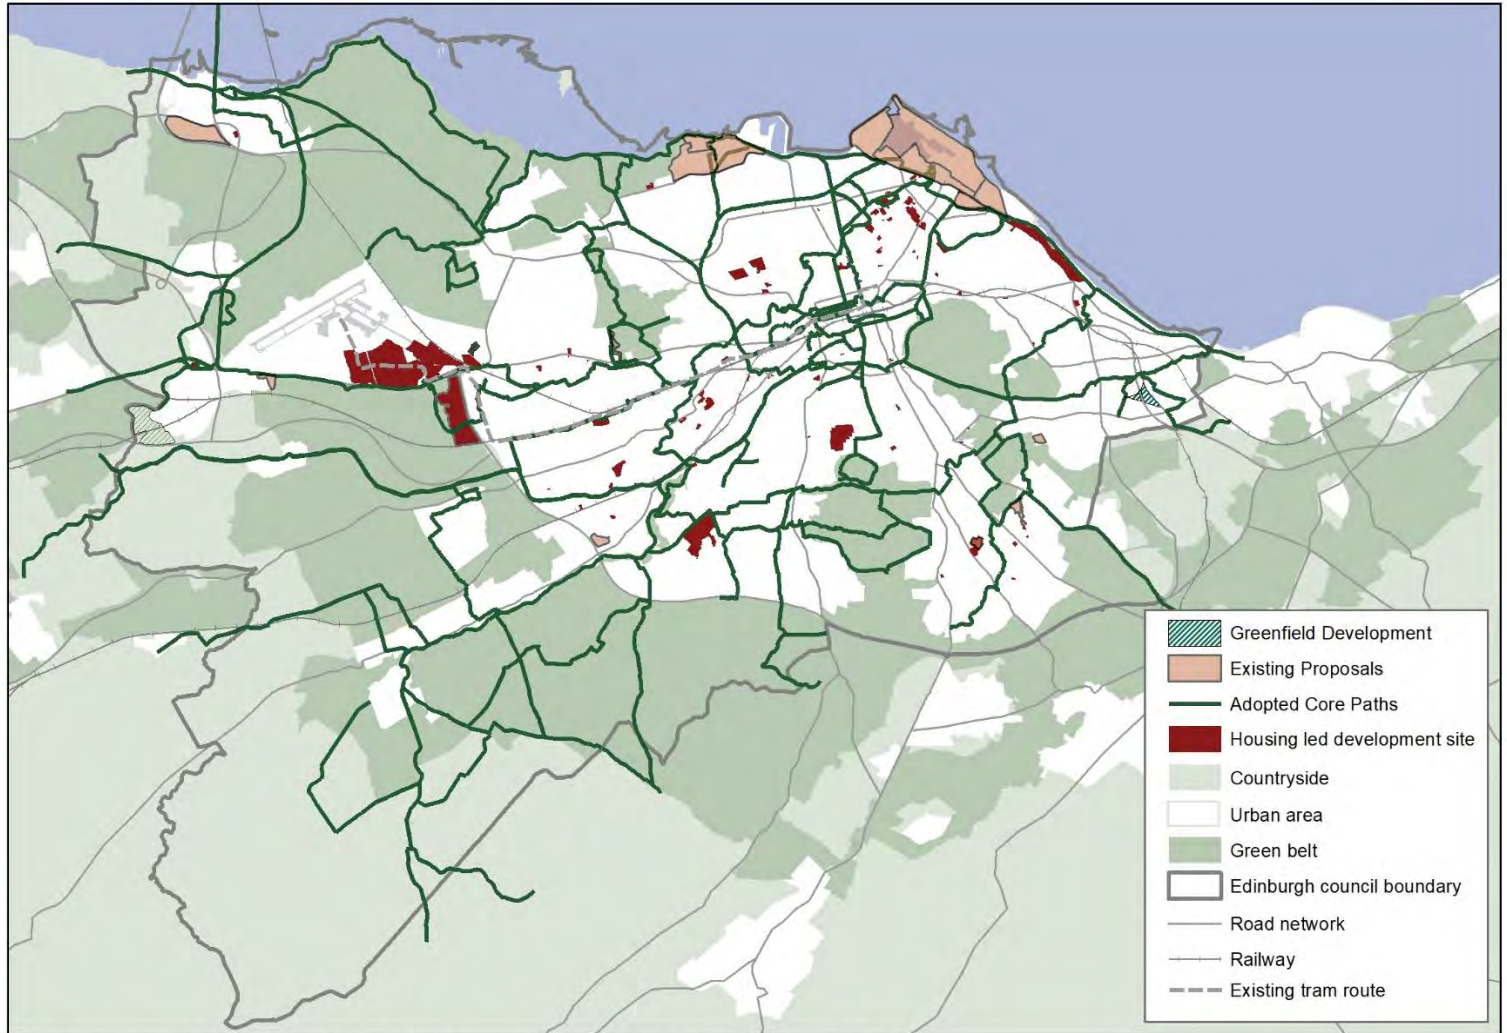 Greenfield Development
Existing Proposals
Adopted Core Paths
Housing led development site
Countryside
Urban area
Green belt
Edinburgh council boundary
Road network
Railway
Existing tram route